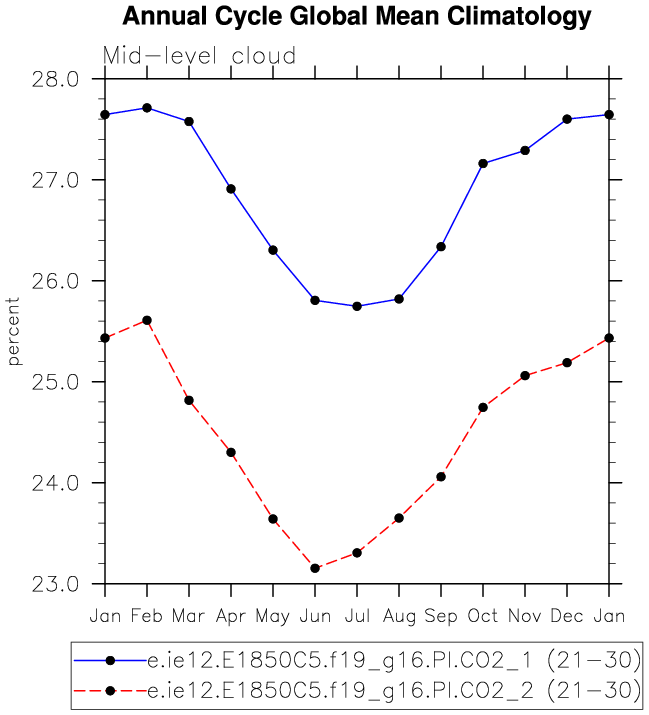 Annual Cycle Global Mean Climatology
Mid-level cloud
28.0
27.0
26.0
25.0
24.0
23.0
percent
Jan Feb Mar Apr May Jun Jul Aug Sep Oct Nov Dec Jan
e.ie12.E1850C5.f19_g16.PI.CO2_1 (21-30)
e.ie12.E1850C5.f19_g16.PI.CO2_2 (21-30)